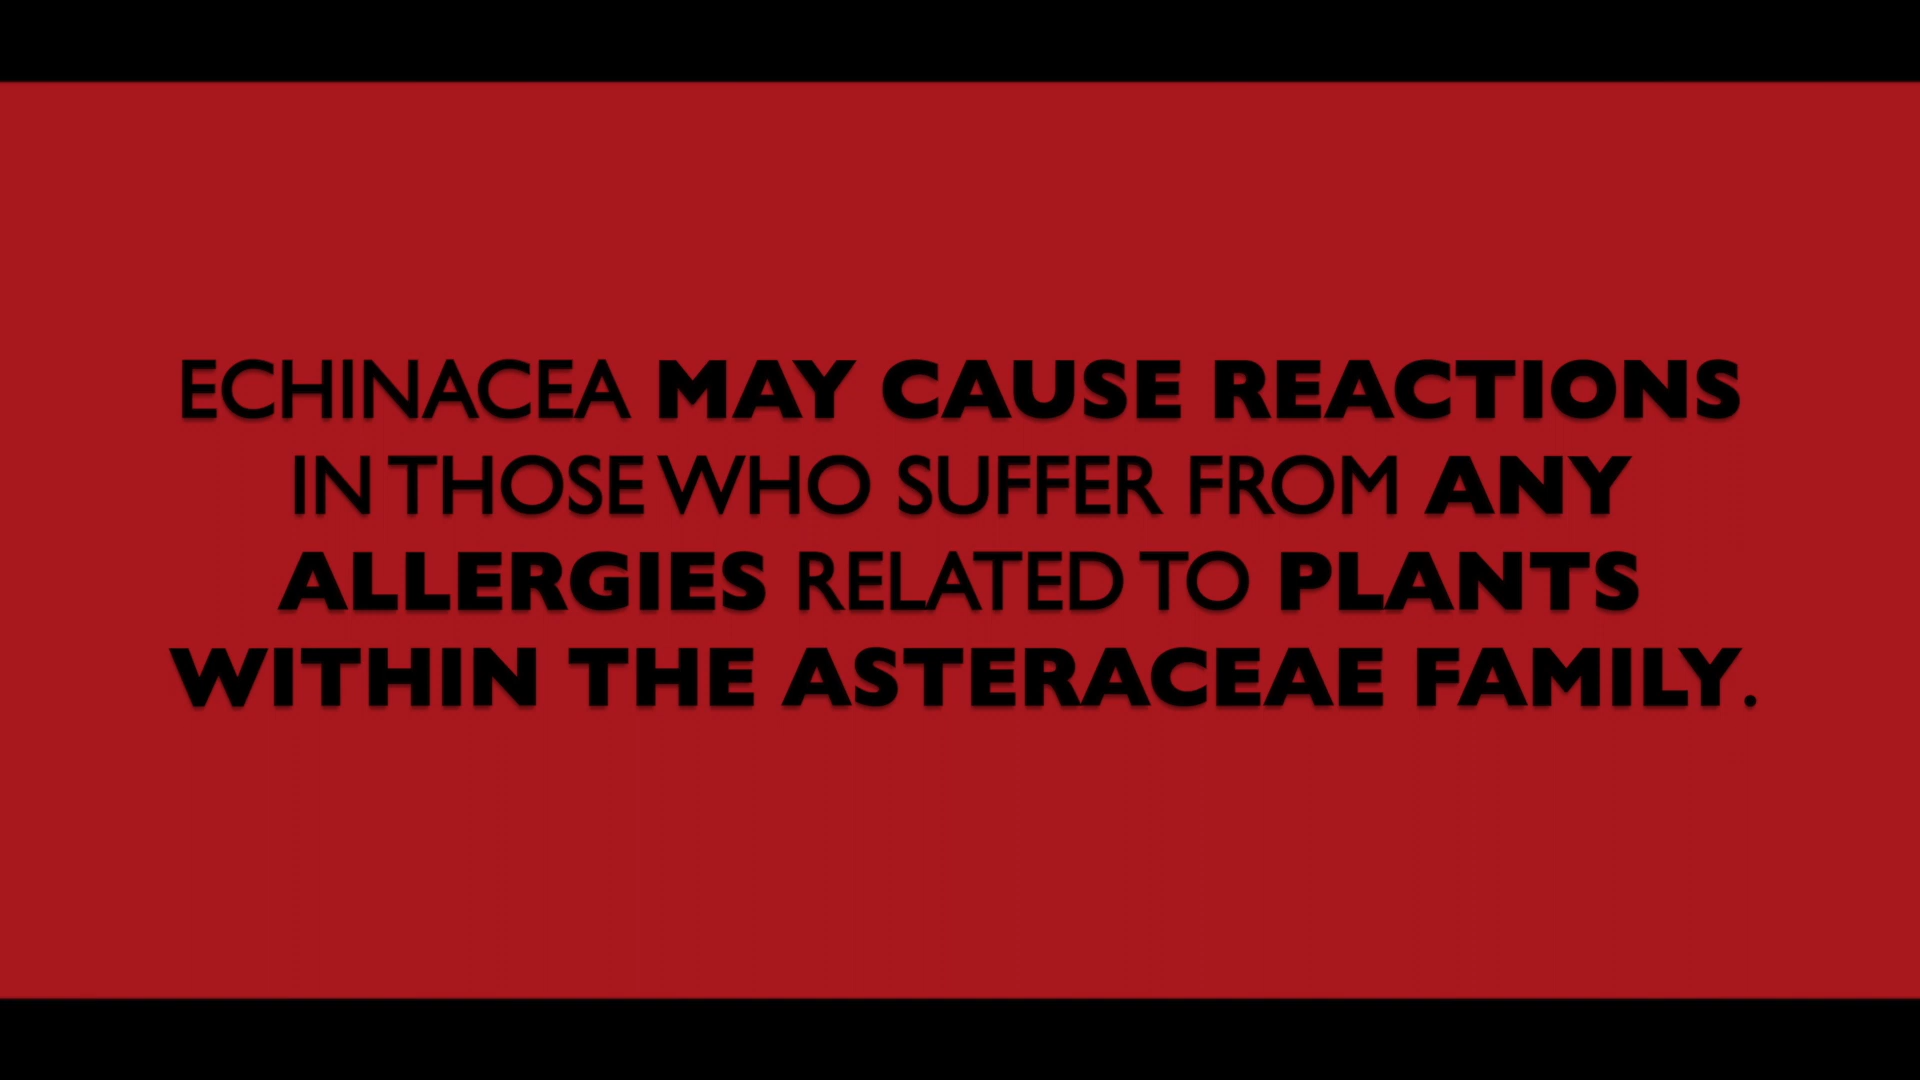 ECHINACEA MAY CAUSE REACTIONS
IN THOSE WHO SUFFER FROM ANY
ALLERGIES RELATED TO PLANTS
WITHIN THE ASTERACEAE FAMILY.